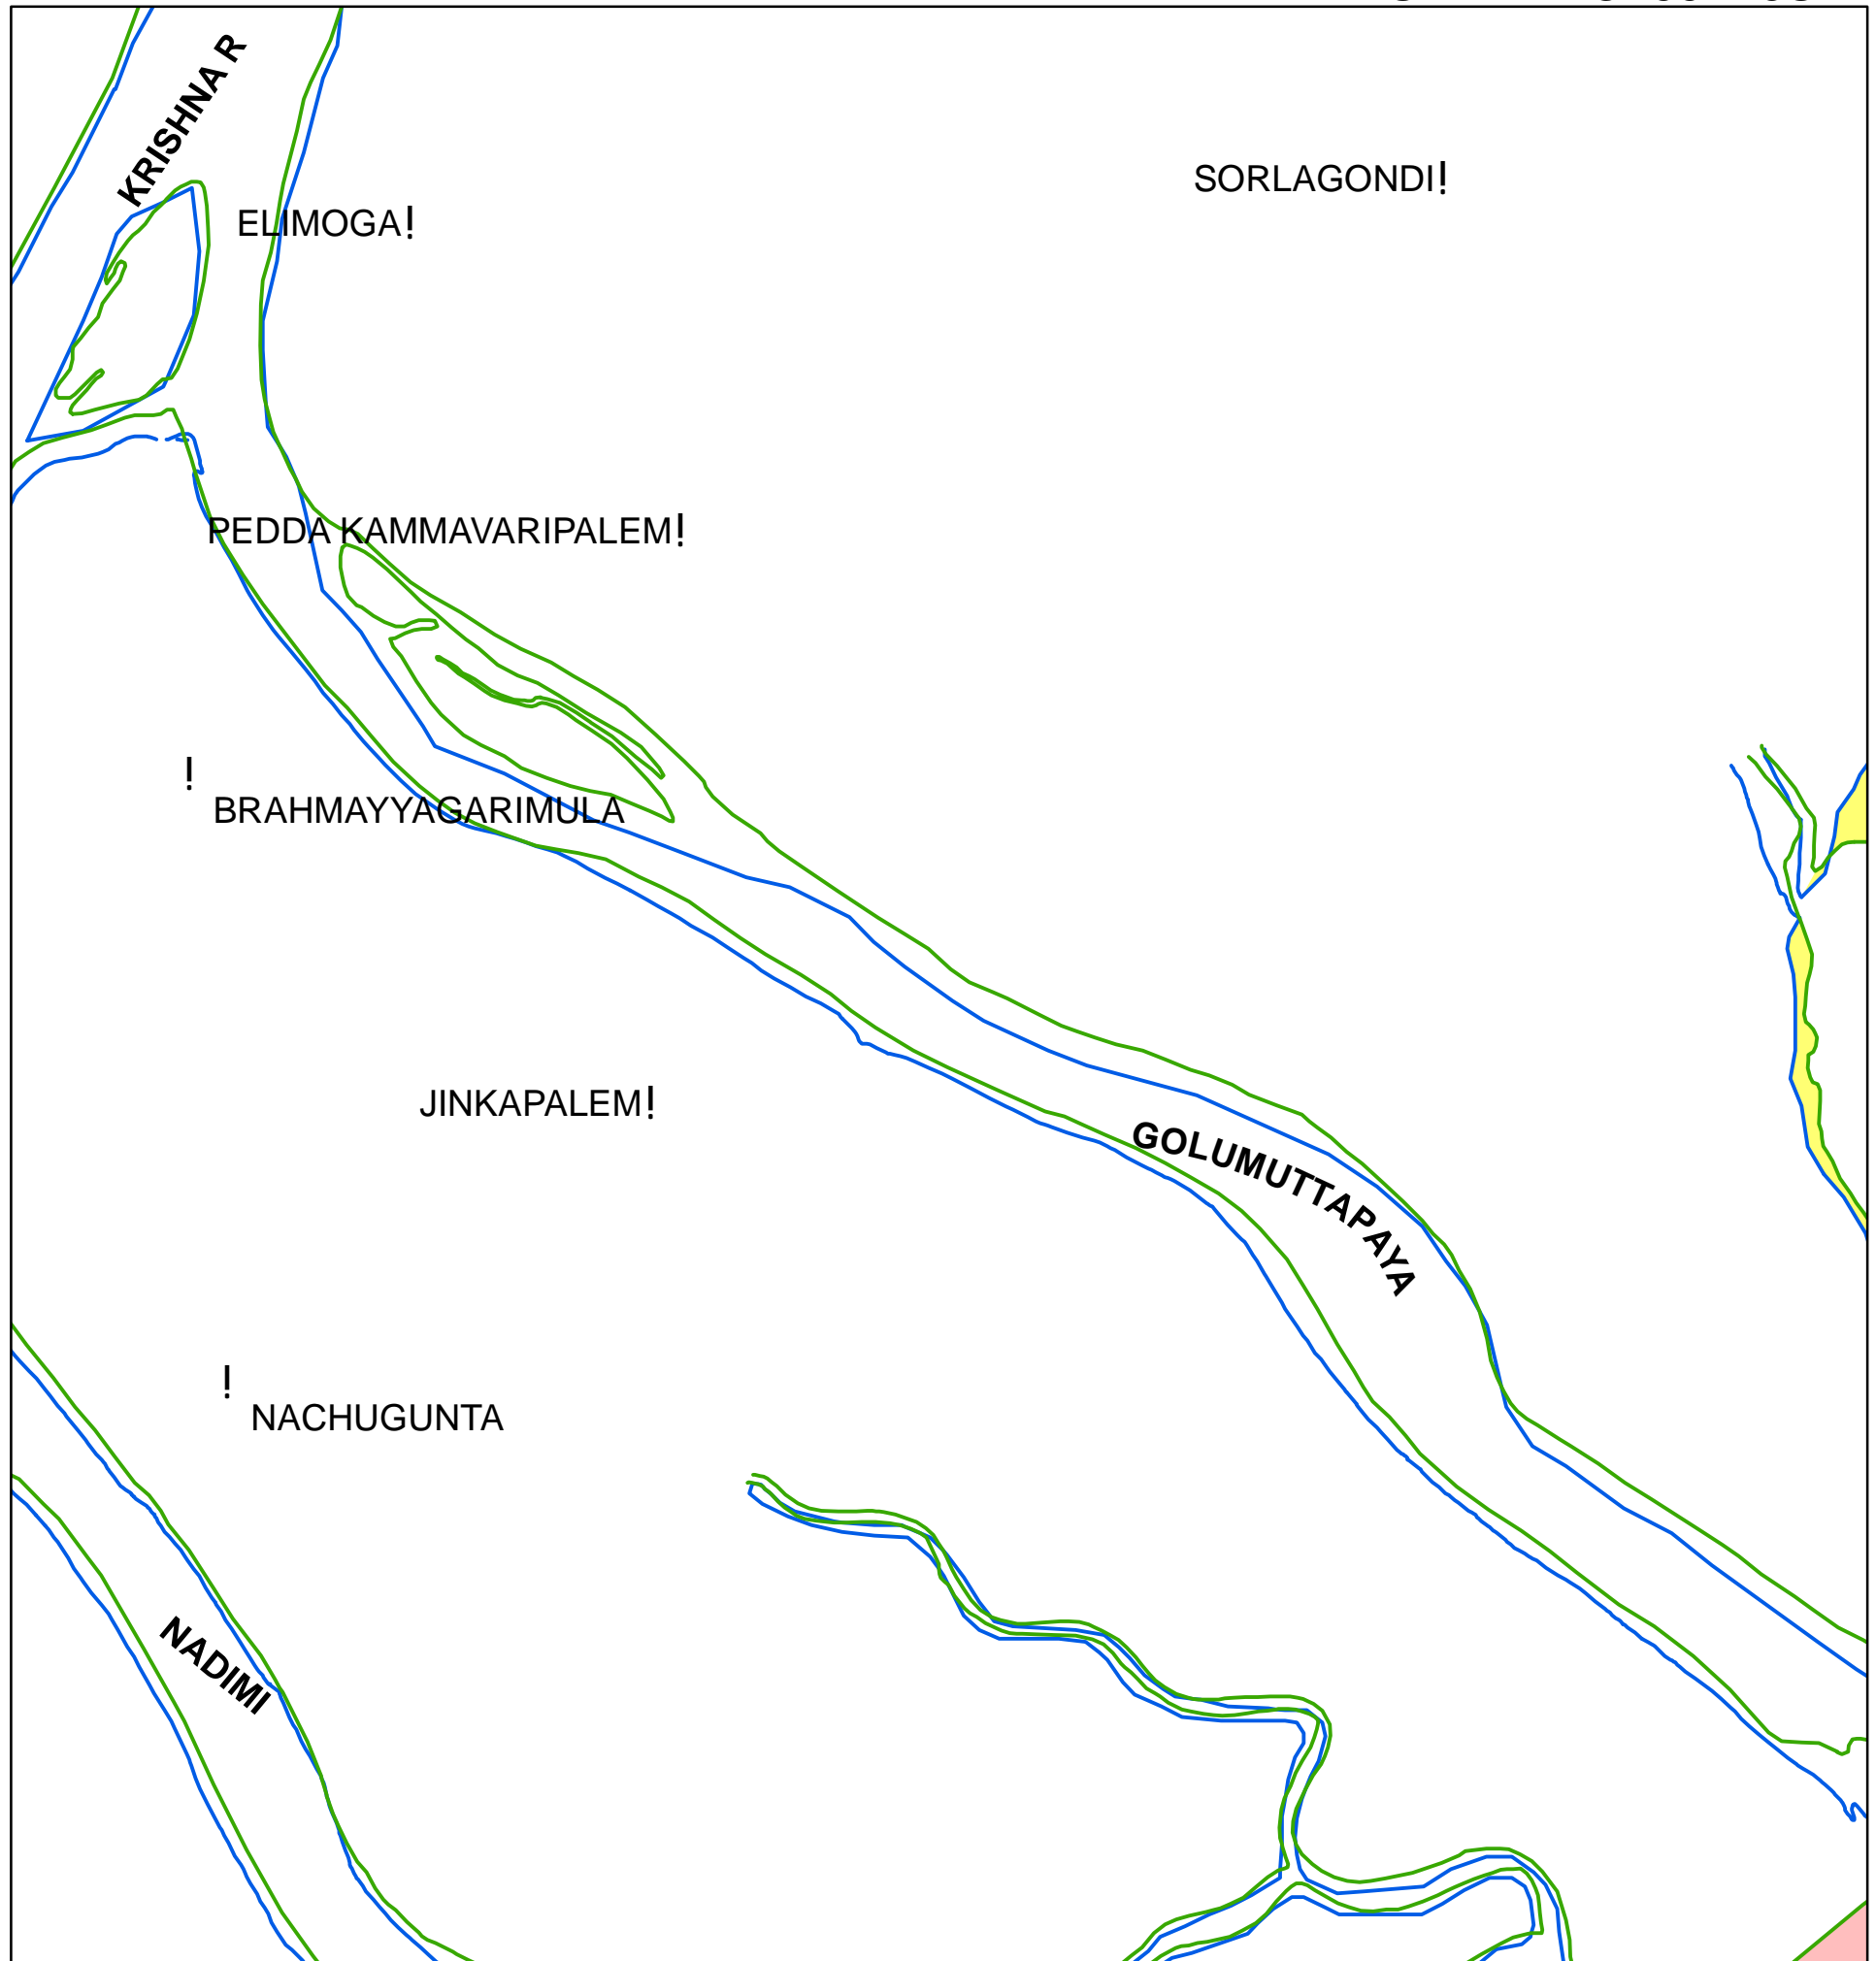 KRISHNA R
SORLAGONDI!
ELIMOGA!
PEDDA KAMMAVARIPALEM!
!
BRAHMAYYAGARIMULA
JINKAPALEM!
GOLUMUTTAPAYA
!
NACHUGUNTA
NADIMI